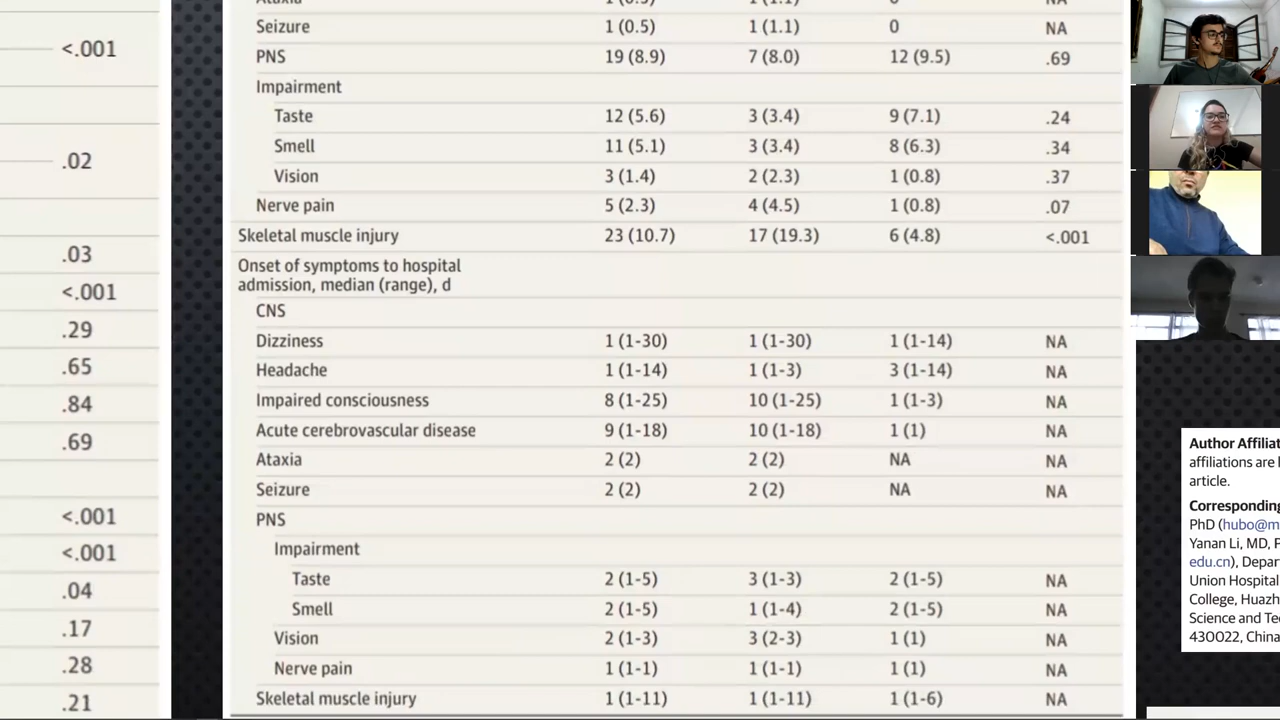 <.001
.02
.03
<.001
.29
.65
.84
.69
<.001
<.001
.04
.17
.28
.21
Ataxia 1 (0.5) 1 (1.1) 0 NA
Seizure 1 (0.5) 1 (1.1) 0 NA
PNS 19 (8.9) 7 (8.0) 12 (9.5) .69
Impairment
Taste 12 (5.6) 3 (3.4) 9 (7.1) .24
Smell 11 (5.1) 3 (3.4) 8 (6.3) .34
Vision 3 (1.4) 2 (2.3) 1 (0.8) .37
Nerve pain 5 (2.3) 4 (4.5) 1 (0.8) .07
Skeletal muscle injury 23 (10.7) 17 (19.3) 6 (4.8) <.001
Onset of symptoms to hospital
admission, median (range), d
CNS
Dizziness 1 (1-30) 1 (1-30) 1 (1-14) NA
Headache 1 (1-14) 1 (1-3) 3 (1-14) NA
Impaired consciousness 8 (1-25) 10 (1-25) 1 (1-3) NA
Acute cerebrovascular disease 9 (1-18) 10 (1-18) 1 (1) NA
Ataxia 2 (2) 2 (2) NA NA
Seizure 2 (2) 2 (2) NA NA
PNS
Impairment
Taste 2 (1-5) 3 (1-3) 2 (1-5) NA
Smell 2 (1-5) 1 (1-4) 2 (1-5) NA
Vision 2 (1-3) 3 (2-3) 1 (1) NA
Nerve pain 1 (1-1) 1 (1-1) 1 (1) NA
Skeletal muscle injury 1 (1-11) 1 (1-11) 1 (1-6) NA
Author Affiliat
affiliations are
article.
Corresponding
PhD (hubo@m
Yanan Li, MD, P
edu.cn), Depar
Union Hospital
College, Huazh
Science and Te
430022, China